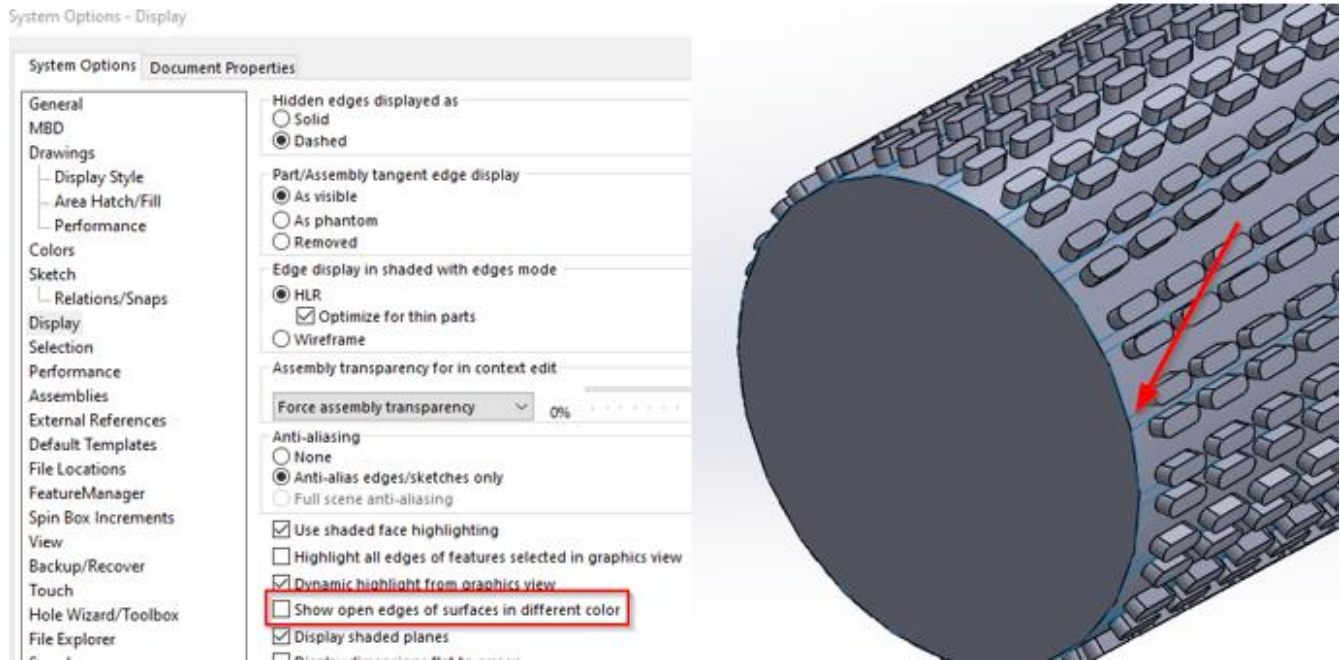 System Options - Display
System Options Document Properties
General
MBD
Drawings
Display Style
Area Hatch/Fill
Performance
Colors
Sketch
Relations/Snaps
Display
Selection
Performance
Assemblies
External References
Default Templates
File Locations
FeatureManager
Spin Box Increments
View
Backup/Recover
Touch
Hole Wizard/Toolbox
File Explorer
Hidden edges displayed as
Solid
Dashed
Part/Assembly tangent edge display
As visible
As phantom
Removed
Edge display in shaded with edges mode
HLR
Optimize for thin parts
Wireframe
Assembly transparency for in context edit
Force assembly transparency 0%
Anti-aliasing
None
Anti-alias edges/sketches only
Full scene anti-aliasing
Use shaded face highlighting
Highlight all edges of features selected in graphics view
Dynamic highlight from graphics view
Show open edges of surfaces in different color
Display shaded planes